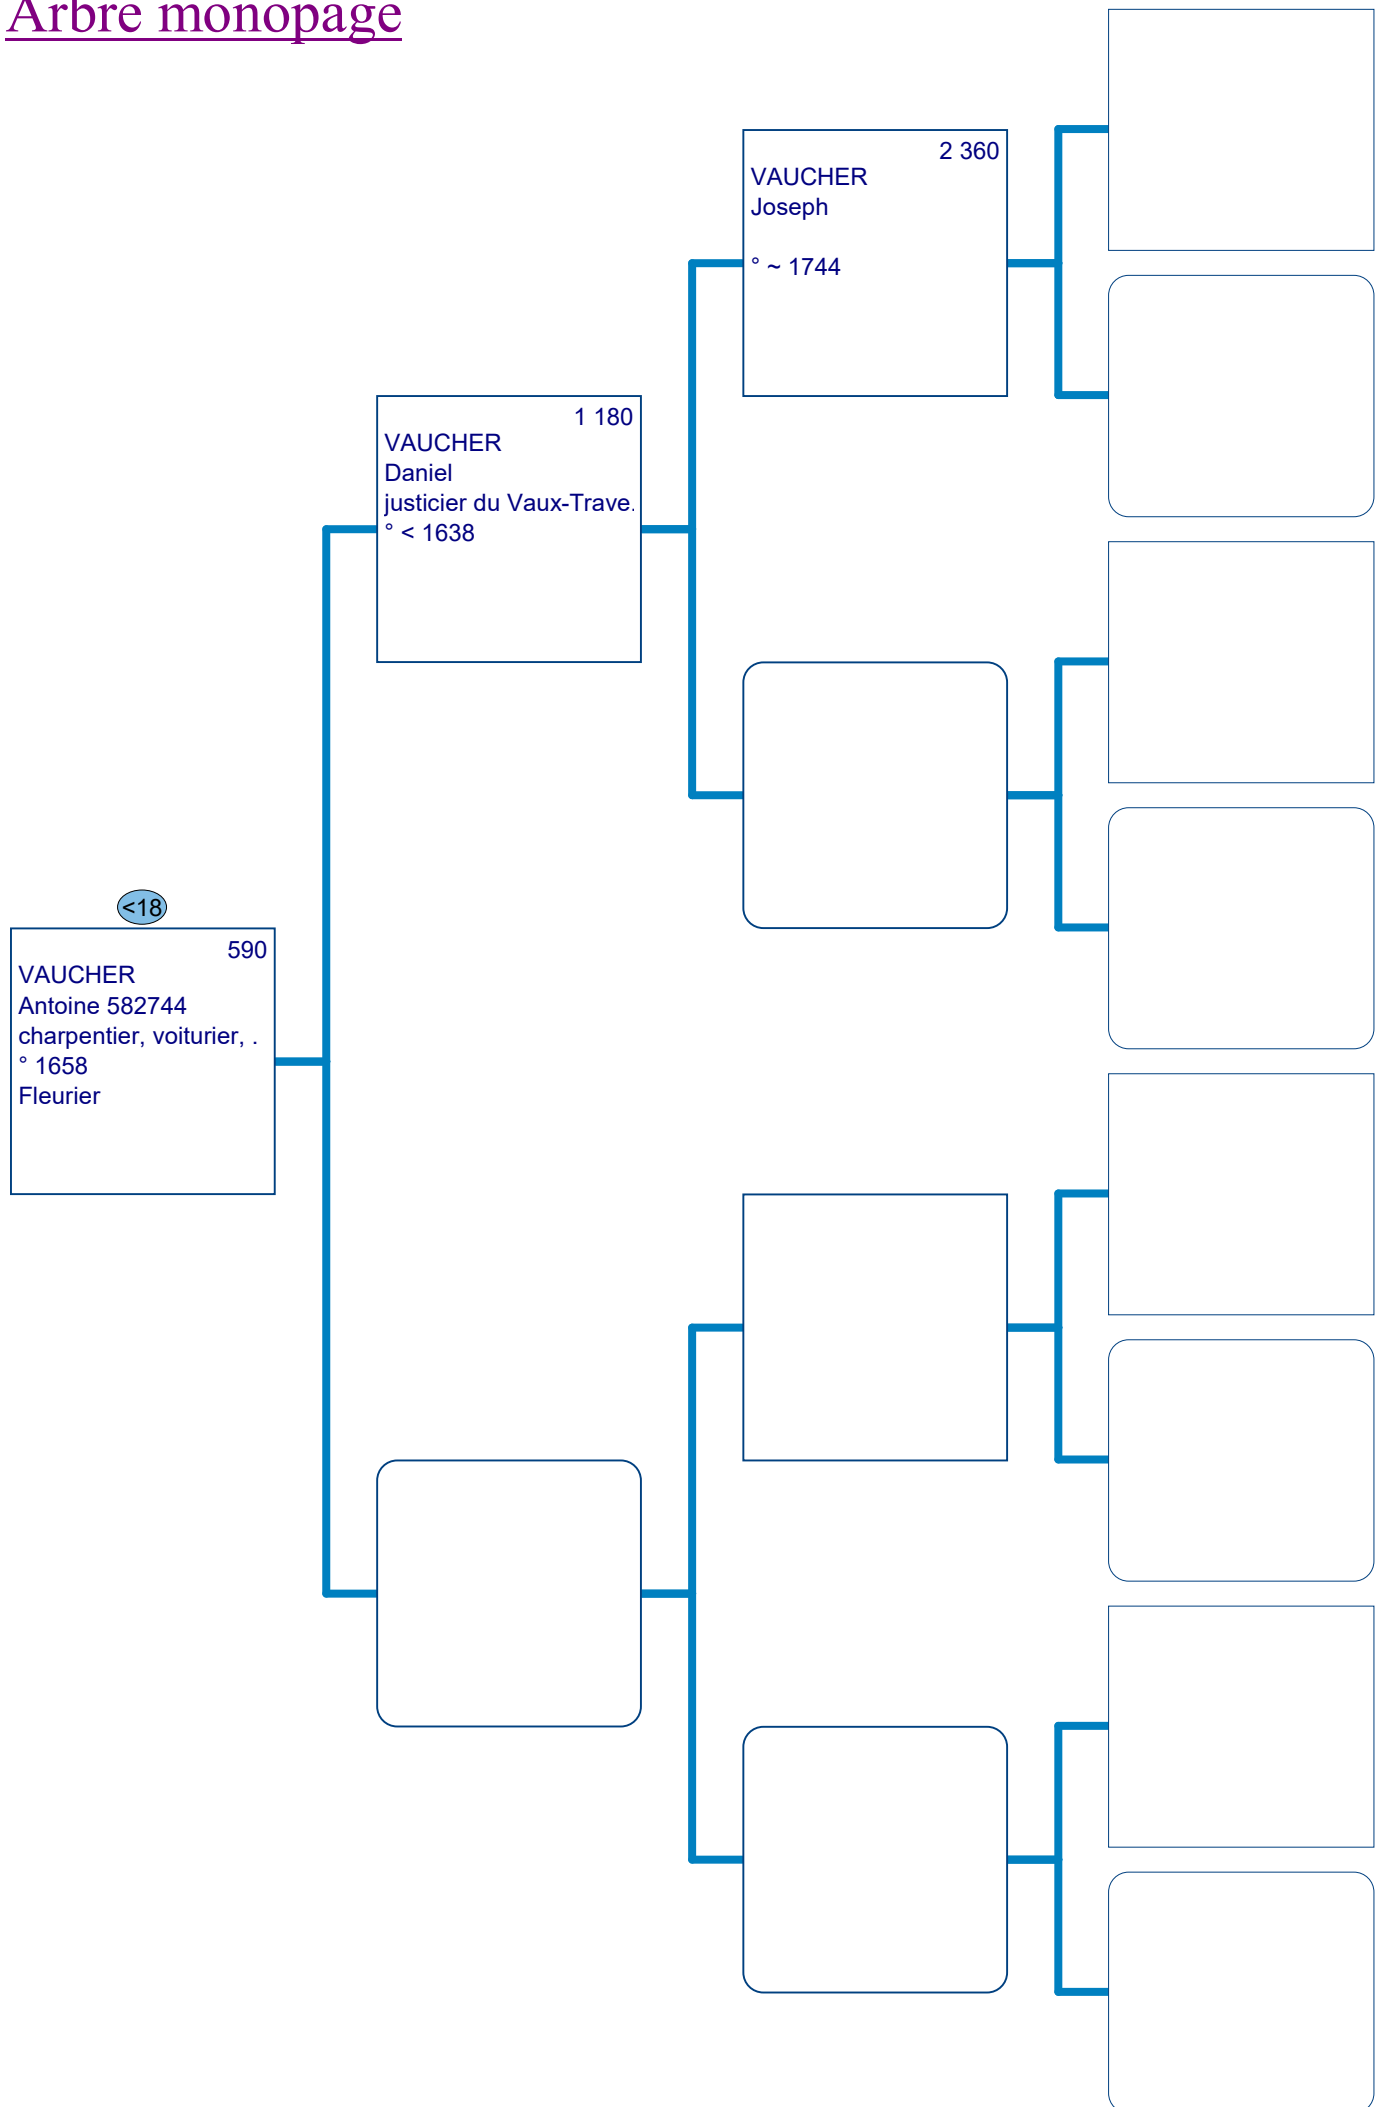 Arbre monopage
2 360
VAUCHER
Joseph
° ~ 1744
1 180
VAUCHER
Daniel
justicier du Vaux-Trave.
° < 1638
<18
590
VAUCHER
Antoine 582744
charpentier, voiturier, .
° 1658
Fleurier